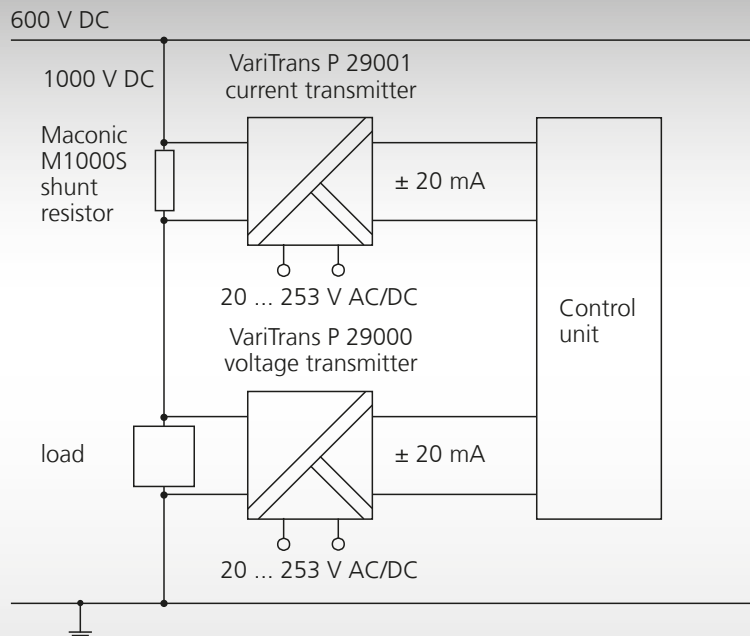 600 V DC
1000 V DC
VariTrans P 29001
current transmitter
Maconic
M1000S
shunt
resistor
± 20 mA
20 ... 253 V AC/DC
Control
unit
VariTrans P 29000
voltage transmitter
load
± 20 mA
20 ... 253 V AC/DC